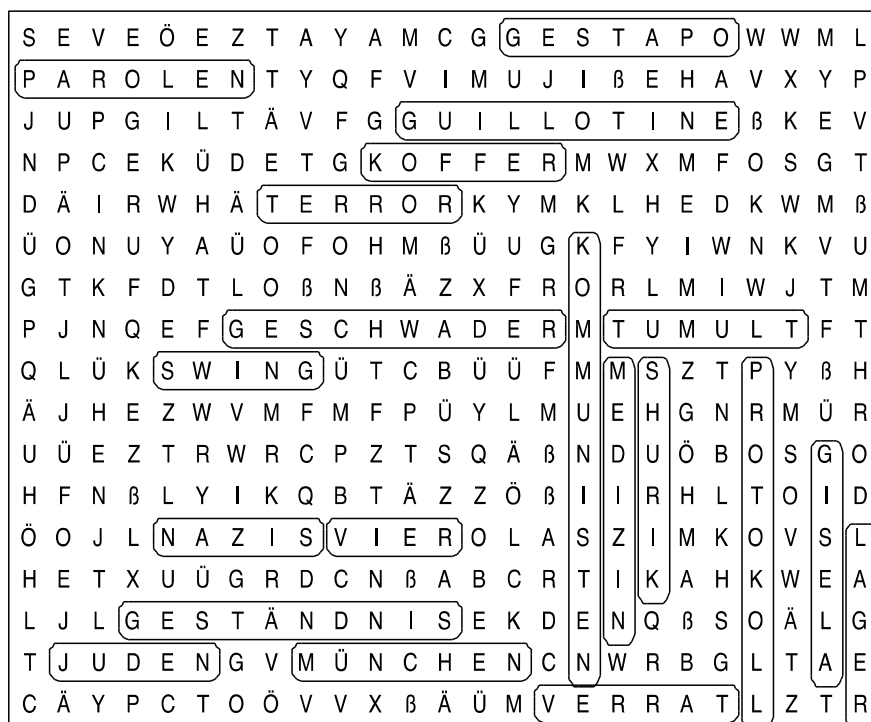 S E V E Ö E Z T A Y A M C G G E S T A P O W W M L
P A R O L E N T Y Q F V I M U J I ß E H A V X Y P
J U P G I L T Ä V F G G U I L L O T I N E ß K E V
N P C E K Ü D E T G K O F F E R M W X M F O S G T
D Ä I R W H Ä T E R R O R K Y M K L H E D K W M ß
Ü O N U Y A Ü O F O H M ß Ü U G K F Y I W N K V U
G T K F D T L O ß N ß Ä Z X F R O R L M I W J T M
P J N Q E F G E S C H W A D E R M T U M U L T F T
Q L Ü K S W I N G Ü T C B Ü Ü F M M S Z T P Y ß H
Ä J H E Z W V M F M F P Ü Y L M U E H G N R M Ü R
U Ü E Z T R W R C P Z T S Q Ä ß N D U Ö B O S G O
H F N ß L Y I K Q B T Ä Z Z Ö ß I I R H L T O I D
Ö O J L N A Z I S V I E R O L A S Z I M K O V S L
H E T X U Ü G R D C N ß A B C R T I K A H K W E A
L J L G E S T Ä N D N I S E K D E N Q ß S O Ä L G
T J U D E N G V M Ü N C H E N C N W R B G L T A E
C Ä Y P C T O Ö V V X ß Ä Ü M V E R R A T L Z T R